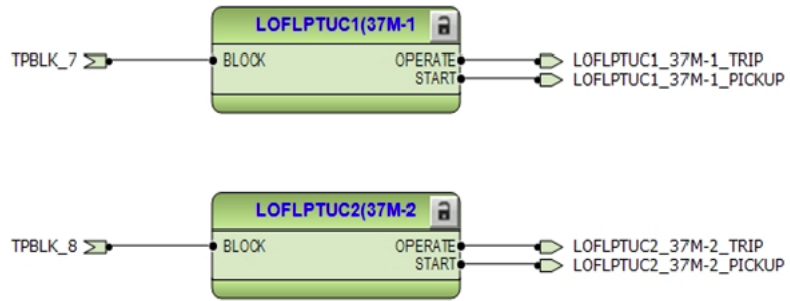 LOFLPTUC1(37M-1
TPBLK_7 BLOCK OPERATE LOFLPTUC1_37M-1_TRIP
START LOFLPTUC1_37M-1_PICKUP
LOFLPTUC2(37M-2
TPBLK_8 BLOCK OPERATE LOFLPTUC2_37M-2_TRIP
START LOFLPTUC2_37M-2_PICKUP